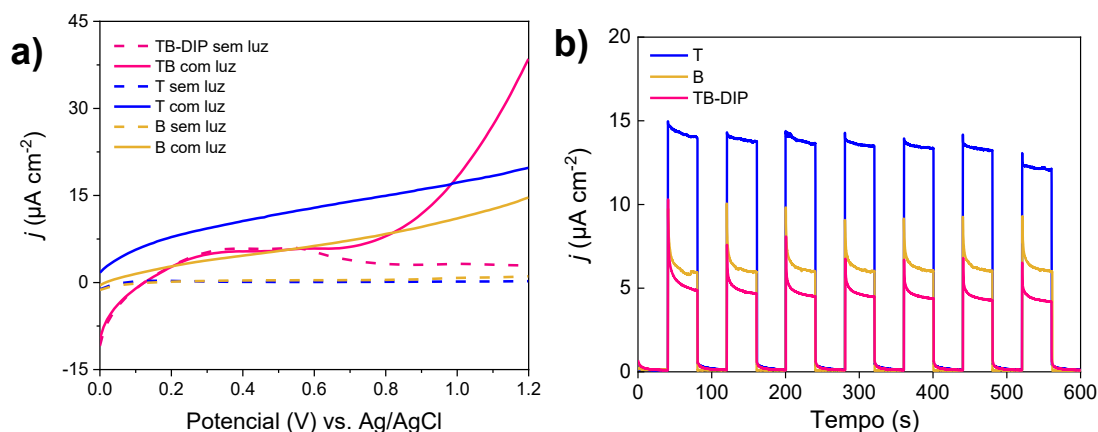 a)
45
30
15
0
-15
j (µA cm-2)
TB-DIP sem luz
TB com luz
T sem luz
T com luz
B sem luz
B com luz
0.0 0.2 0.4 0.6 0.8 1.0 1.2
Potencial (V) vs. Ag/AgCl
b)
20
15
10
5
0
j (µA cm-2)
T
B
TB-DIP
0 100 200 300 400 500 600
Tempo (s)